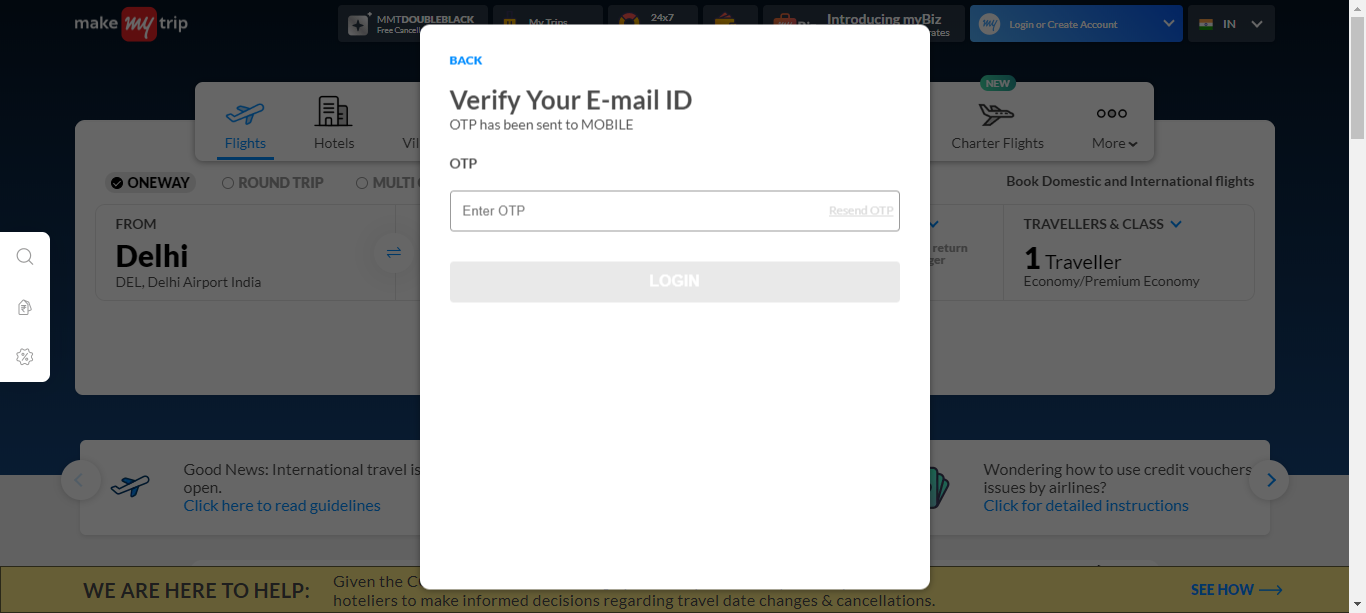 make my trip
MMTDOUBLEBLACK
Free Cancell
My Trips
24x7
Introducing myBiz
rates
my
Login or Create Account
IN
BACK
Verify Your E-mail ID
OTP has been sent to MOBILE
OTP
Enter OTP
Resend OTP
LOGIN
Flights
Hotels
Vil
NEW
Charter Flights
More
ONEWAY
ROUND TRIP
MULTI
Book Domestic and International flights
FROM
Delhi
DEL, Delhi Airport India
return
ger
TRAVELLERS & CLASS
1 Traveller
Economy/Premium Economy
Good News: International travel is
open.
Click here to read guidelines
Wondering how to use credit vouchers
issues by airlines?
Click for detailed instructions
WE ARE HERE TO HELP:
Given the C
hoteliers to make informed decisions regarding travel date changes & cancellations.
SEE HOW